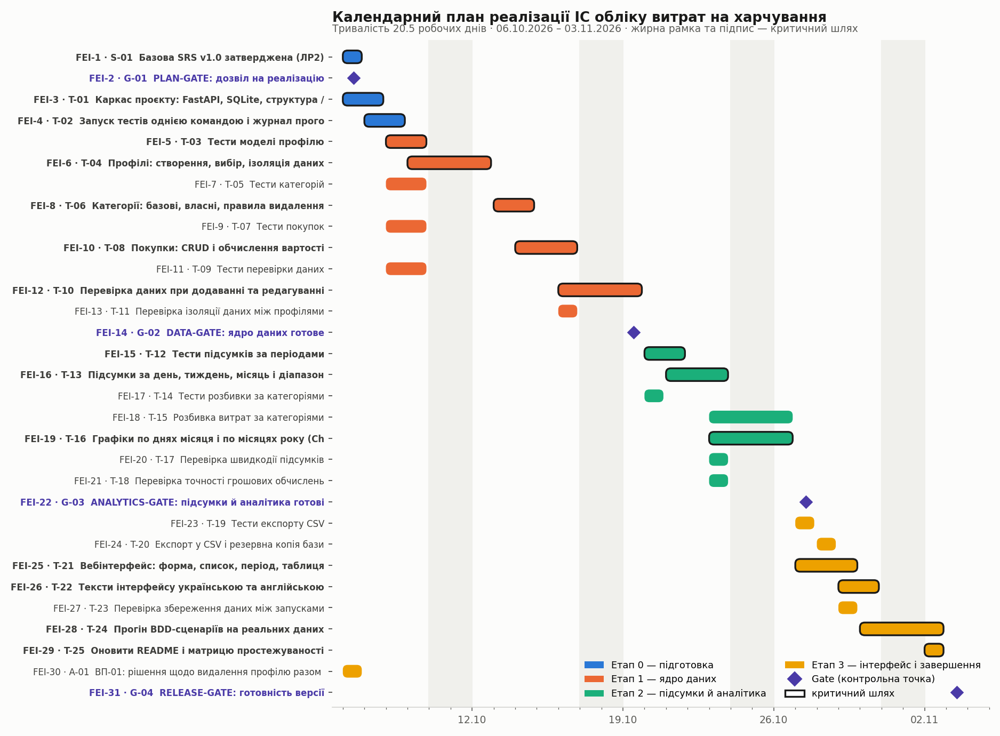 Календарний план реалізації ІС обліку витрат на харчування
Тривалість 20.5 робочих днів · 06.10.2026 – 03.11.2026 · жирна рамка та підпис — критичний шлях
FEI-1 · S-01  Базова SRS v1.0 затверджена (ЛР2)
FEI-2 · G-01  PLAN-GATE: дозвіл на реалізацію
FEI-3 · T-01  Каркас проєкту: FastAPI, SQLite, структура /
FEI-4 · T-02  Запуск тестів однією командою і журнал прого
FEI-5 · T-03  Тести моделі профілю
FEI-6 · T-04  Профілі: створення, вибір, ізоляція даних
FEI-7 · T-05  Тести категорій
FEI-8 · T-06  Категорії: базові, власні, правила видалення
FEI-9 · T-07  Тести покупок
FEI-10 · T-08  Покупки: CRUD і обчислення вартості
FEI-11 · T-09  Тести перевірки даних
FEI-12 · T-10  Перевірка даних при додаванні та редагуванні
FEI-13 · T-11  Перевірка ізоляції даних між профілями
FEI-14 · G-02  DATA-GATE: ядро даних готове
FEI-15 · T-12  Тести підсумків за періодами
FEI-16 · T-13  Підсумки за день, тиждень, місяць і діапазон
FEI-17 · T-14  Тести розбивки за категоріями
FEI-18 · T-15  Розбивка витрат за категоріями
FEI-19 · T-16  Графіки по днях місяця і по місяцях року (Ch
FEI-20 · T-17  Перевірка швидкодії підсумків
FEI-21 · T-18  Перевірка точності грошових обчислень
FEI-22 · G-03  ANALYTICS-GATE: підсумки й аналітика готові
FEI-23 · T-19  Тести експорту CSV
FEI-24 · T-20  Експорт у CSV і резервна копія бази
FEI-25 · T-21  Вебінтерфейс: форма, список, період, таблиця
FEI-26 · T-22  Тексти інтерфейсу українською та англійською
FEI-27 · T-23  Перевірка збереження даних між запусками
FEI-28 · T-24  Прогін BDD-сценаріїв на реальних даних
FEI-29 · T-25  Оновити README і матрицю простежуваності
FEI-30 · A-01  ВП-01: рішення щодо видалення профілю разом
FEI-31 · G-04  RELEASE-GATE: готовність версії
Етап 0 — підготовка
Етап 1 — ядро даних
Етап 2 — підсумки й аналітика
Етап 3 — інтерфейс і завершення
Gate (контрольна точка)
критичний шлях
12.10
19.10
26.10
02.11